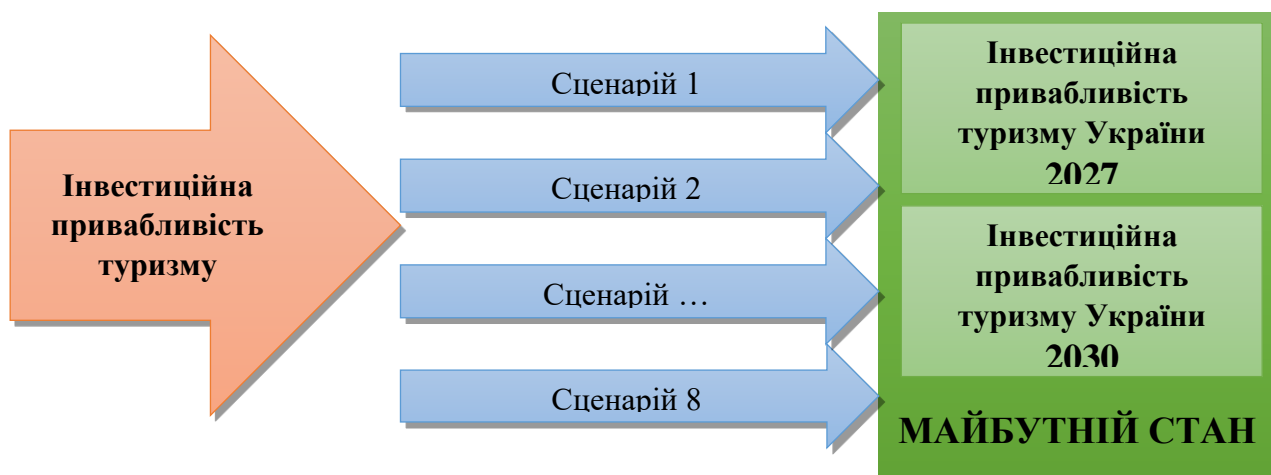 Інвестиційна
привабливість
туризму
Сценарій 1
Сценарій 2
Сценарій …
Сценарій 8
Інвестиційна
привабливість
туризму України
2027
Інвестиційна
привабливість
туризму України
2030
МАЙБУТНІЙ СТАН